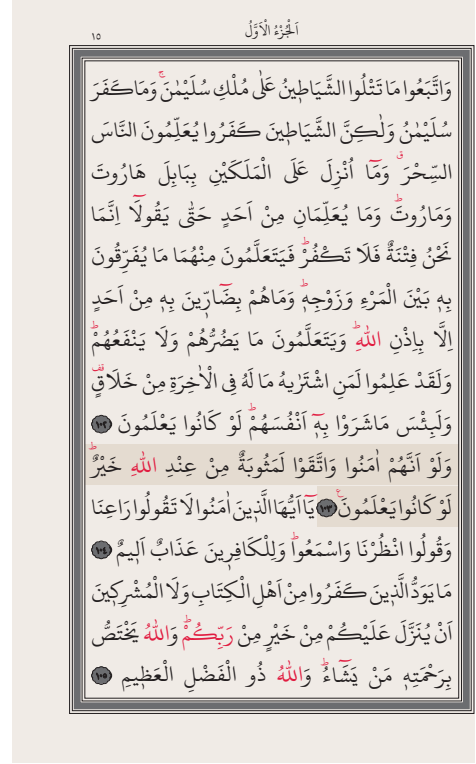 اَلْجُزْءُ الْاَوَّلُ
١٥
وَاتَّبَعُوا مَا تَتْلُوا الشَّيَاط۪ينُ عَلٰى مُلْكِ سُلَيْمٰنَۚ وَمَا كَفَرَ
سُلَيْمٰنُ وَلٰكِنَّ الشَّيَاط۪ينَ كَفَرُوا يُعَلِّمُونَ النَّاسَ
السِّحْرَۗ وَمَٓا اُنْزِلَ عَلَى الْمَلَكَيْنِ بِبَابِلَ هَارُوتَ
وَمَارُوتَۜ وَمَا يُعَلِّمَانِ مِنْ اَحَدٍ حَتّٰى يَقُولَٓا اِنَّمَا
نَحْنُ فِتْنَةٌ فَلَا تَكْفُرْۜ فَيَتَعَلَّمُونَ مِنْهُمَا مَا يُفَرِّقُونَ
بِه۪ بَيْنَ الْمَرْءِ وَزَوْجِه۪ۜ وَمَا هُمْ بِضَٓارّ۪ينَ بِه۪ مِنْ اَحَدٍ
اِلَّا بِاِذْنِ اللّٰهِۜ وَيَتَعَلَّمُونَ مَا يَضُرُّهُمْ وَلَا يَنْفَعُهُمْۜ
وَلَقَدْ عَلِمُوا لَمَنِ اشْتَرٰيهُ مَا لَهُ فِي الْاٰخِرَةِ مِنْ خَلَاقٍۜ
وَلَبِئْسَ مَا شَرَوْا بِه۪ٓ اَنْفُسَهُمْۜ لَوْ كَانُوا يَعْلَمُونَ ١٠٢
وَلَوْ اَنَّهُمْ اٰمَنُوا وَاتَّقَوْا لَمَثُوبَةٌ مِنْ عِنْدِ اللّٰهِ خَيْرٌۜ
لَوْ كَانُوا يَعْلَمُونَ۟ ١٠٣ يَٓا اَيُّهَا الَّذ۪ينَ اٰمَنُوا لَا تَقُولُوا رَاعِنَا
وَقُولُوا انْظُرْنَا وَاسْمَعُواۜ وَلِلْكَافِر۪ينَ عَذَابٌ اَل۪يمٌ ١٠٤
مَا يَوَدُّ الَّذ۪ينَ كَفَرُوا مِنْ اَهْلِ الْكِتَابِ وَلَا الْمُشْرِك۪ينَ
اَنْ يُنَزَّلَ عَلَيْكُمْ مِنْ خَيْرٍ مِنْ رَبِّكُمْۜ وَاللّٰهُ يَخْتَصُّ
بِرَحْمَتِه۪ مَنْ يَشَٓاءُۜ وَاللّٰهُ ذُو الْفَضْلِ الْعَظ۪يمِ ١٠٥